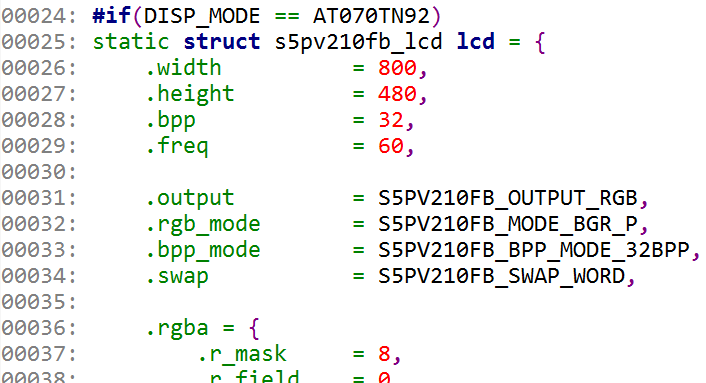 00024: #if(DISP_MODE == AT070TN92)
00025: static struct s5pv210fb_lcd lcd = {
00026:     .width          = 800,
00027:     .height         = 480,
00028:     .bpp            = 32,
00029:     .freq           = 60,
00030:
00031:     .output         = S5PV210FB_OUTPUT_RGB,
00032:     .rgb_mode       = S5PV210FB_MODE_BGR_P,
00033:     .bpp_mode       = S5PV210FB_BPP_MODE_32BPP,
00034:     .swap           = S5PV210FB_SWAP_WORD,
00035:
00036:     .rgba = {
00037:         .r_mask     = 8,
00038:         .r_field    = 0